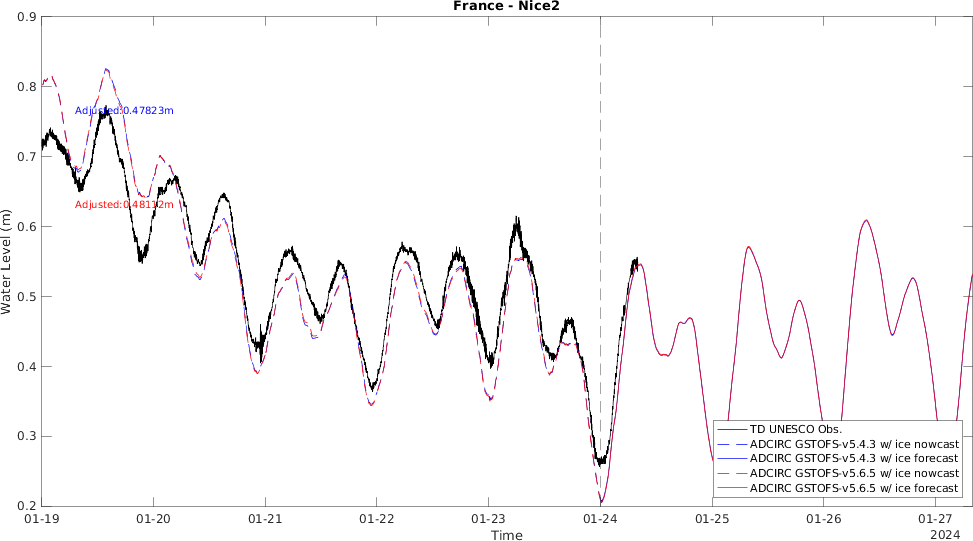 France - Nice2
0.9
0.8
0.7
0.6
0.5
0.4
0.3
0.2
Water Level (m)
Adjusted:0.47823m
Adjusted:0.48112m
TD UNESCO Obs.
ADCIRC GSTOFS-v5.4.3 w/ ice nowcast
ADCIRC GSTOFS-v5.4.3 w/ ice forecast
ADCIRC GSTOFS-v5.6.5 w/ ice nowcast
ADCIRC GSTOFS-v5.6.5 w/ ice forecast
01-19 01-20 01-21 01-22 01-23 01-24 01-25 01-26 01-27
2024
Time